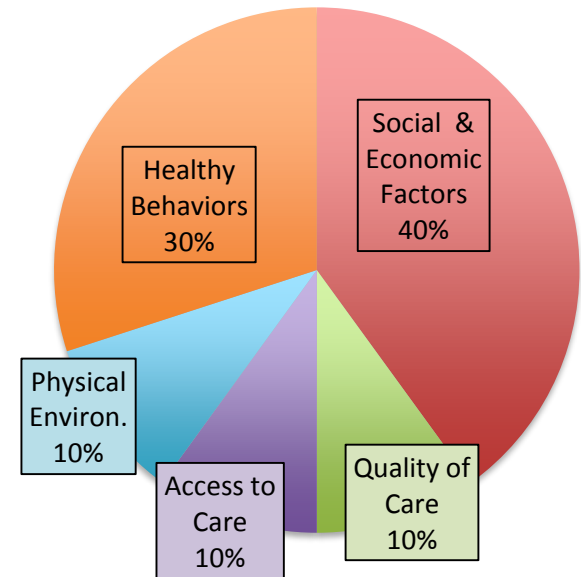 Social & 
Economic
Factors
40%
Healthy
Behaviors
30%
Physical
Environ.
10%
Access to
Care
10%
Quality of
Care
10%